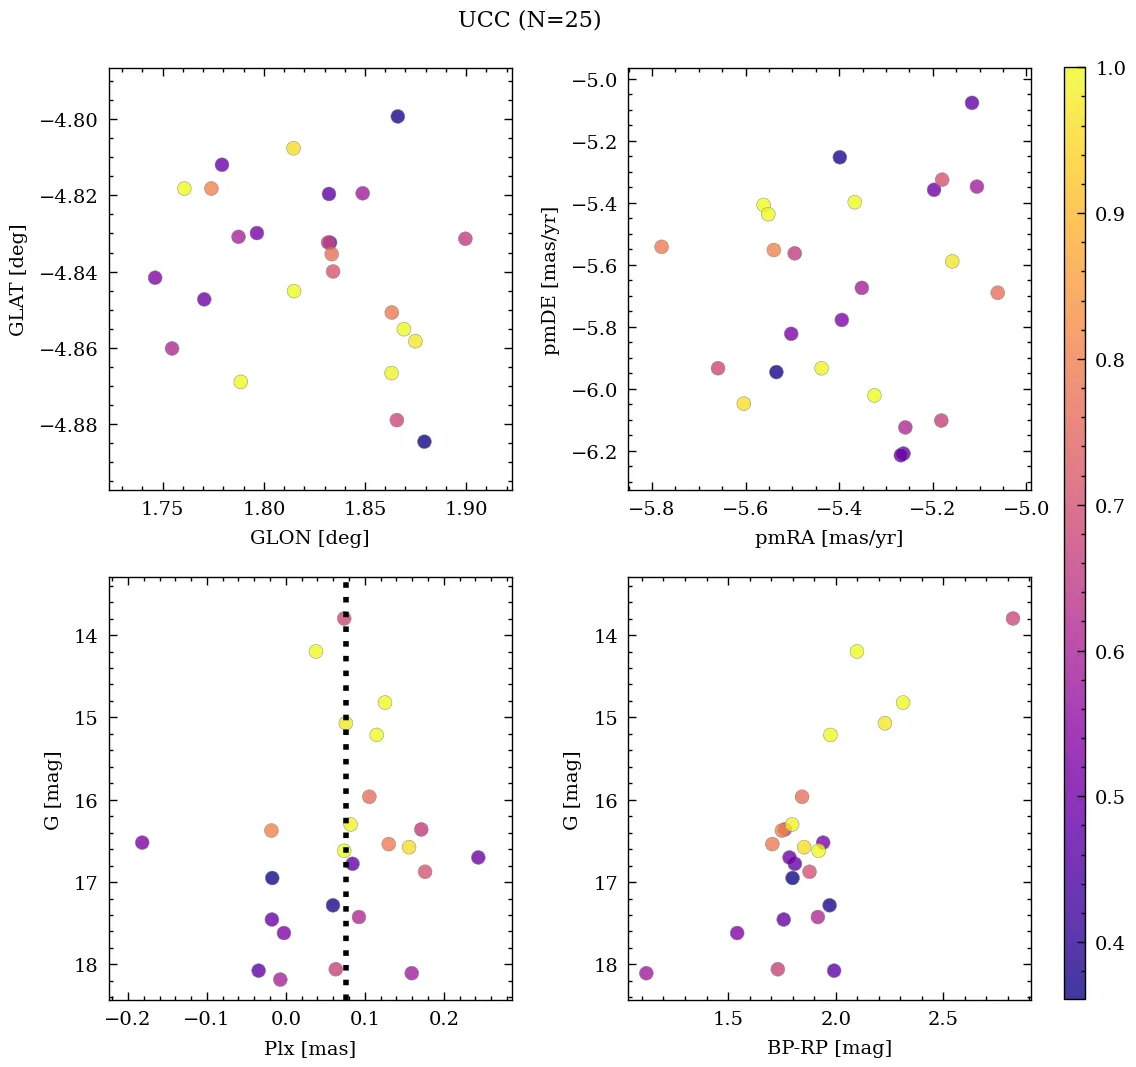 UCC (N=25)
−4.80
−4.82
−4.84
−4.86
−4.88
GLAT [deg]
1.75 1.80 1.85 1.90
GLON [deg]
−5.0
−5.2
−5.4
−5.6
−5.8
−6.0
−6.2
pmDE [mas/yr]
−5.8 −5.6 −5.4 −5.2 −5.0
pmRA [mas/yr]
14
15
16
17
18
G [mag]
−0.2 −0.1 0.0 0.1 0.2
Plx [mas]
14
15
16
17
18
G [mag]
1.5 2.0 2.5
BP-RP [mag]
1.0
0.9
0.8
0.7
0.6
0.5
0.4